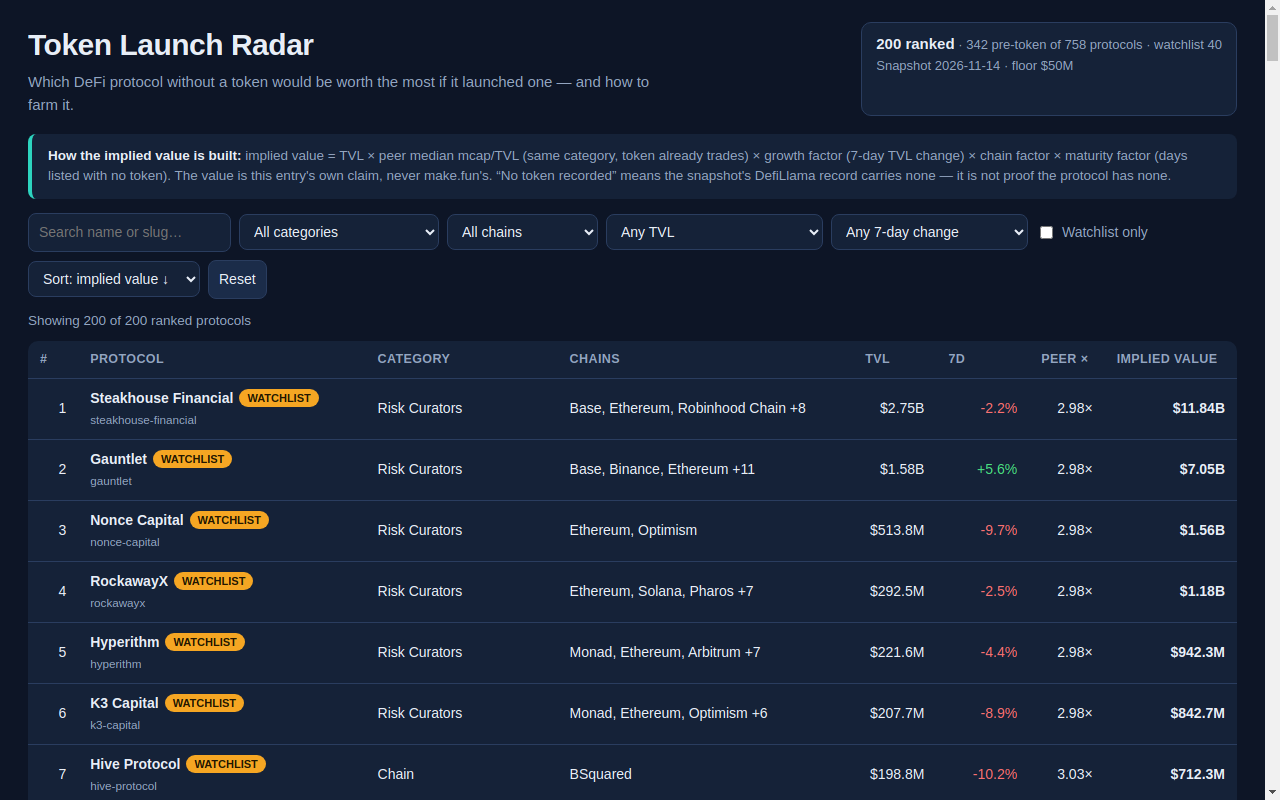 Token Launch Radar
Which DeFi protocol without a token would be worth the most if it launched one — and how to
farm it.
200 ranked · 342 pre-token of 758 protocols · watchlist 40
Snapshot 2026-11-14 · floor $50M
How the implied value is built: implied value = TVL × peer median mcap/TVL (same category, token already trades) × growth factor (7-day TVL change) × chain factor × maturity factor (days
listed with no token). The value is this entry's own claim, never make.fun's. “No token recorded” means the snapshot's DefiLlama record carries none — it is not proof the protocol has none.
Search name or slug… All categories All chains Any TVL Any 7-day change Watchlist only
Sort: implied value ↓ Reset
Showing 200 of 200 ranked protocols
# PROTOCOL CATEGORY CHAINS TVL 7D PEER × IMPLIED VALUE
1 Steakhouse Financial WATCHLIST Risk Curators Base, Ethereum, Robinhood Chain +8 $2.75B -2.2% 2.98× $11.84B
steakhouse-financial
2 Gauntlet WATCHLIST Risk Curators Base, Binance, Ethereum +11 $1.58B +5.6% 2.98× $7.05B
gauntlet
3 Nonce Capital WATCHLIST Risk Curators Ethereum, Optimism $513.8M -9.7% 2.98× $1.56B
nonce-capital
4 RockawayX WATCHLIST Risk Curators Ethereum, Solana, Pharos +7 $292.5M -2.5% 2.98× $1.18B
rockawayx
5 Hyperithm WATCHLIST Risk Curators Monad, Ethereum, Arbitrum +7 $221.6M -4.4% 2.98× $942.3M
hyperithm
6 K3 Capital WATCHLIST Risk Curators Monad, Ethereum, Optimism +6 $207.7M -8.9% 2.98× $842.7M
k3-capital
7 Hive Protocol WATCHLIST Chain BSquared $198.8M -10.2% 3.03× $712.3M
hive-protocol